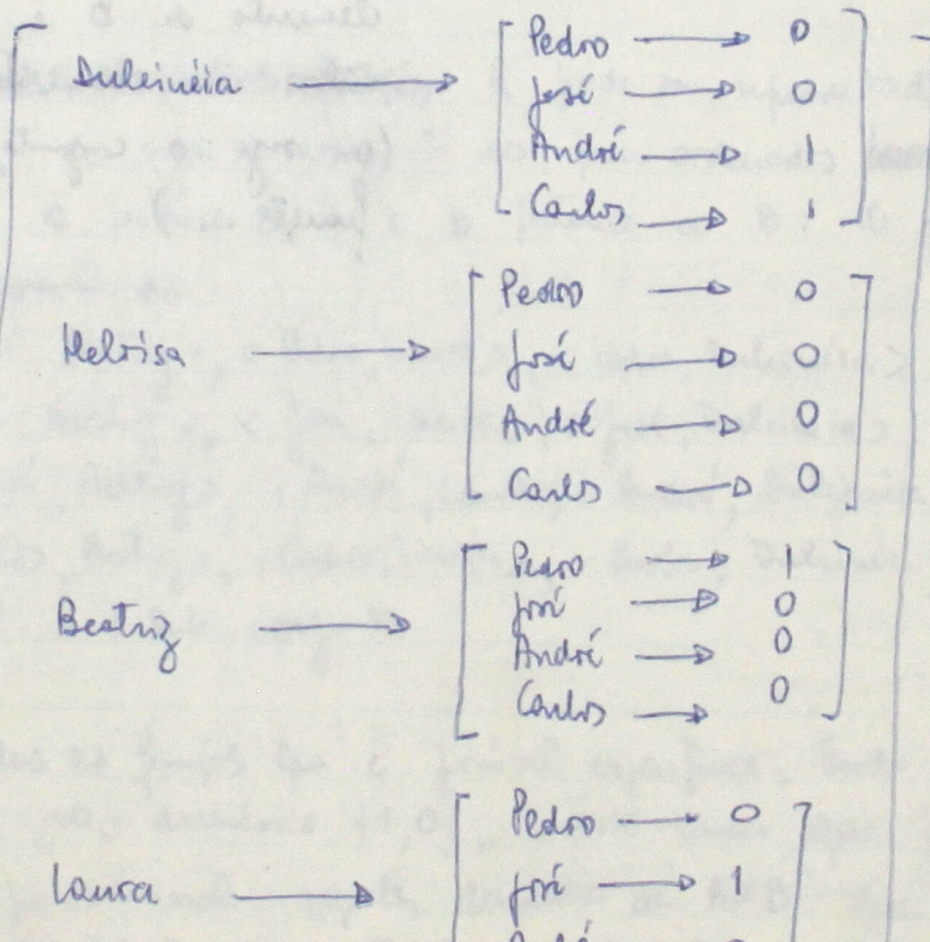 Pedro → 0
Dulcinéia → José → 0
André → 1
Carlos → 1
Pedro → 0
Heloisa → José → 0
André → 0
Carlos → 0
Pedro → 1
José → 0
Beatriz → André → 0
Carlos → 0
Pedro → 0
Laura → José → 1